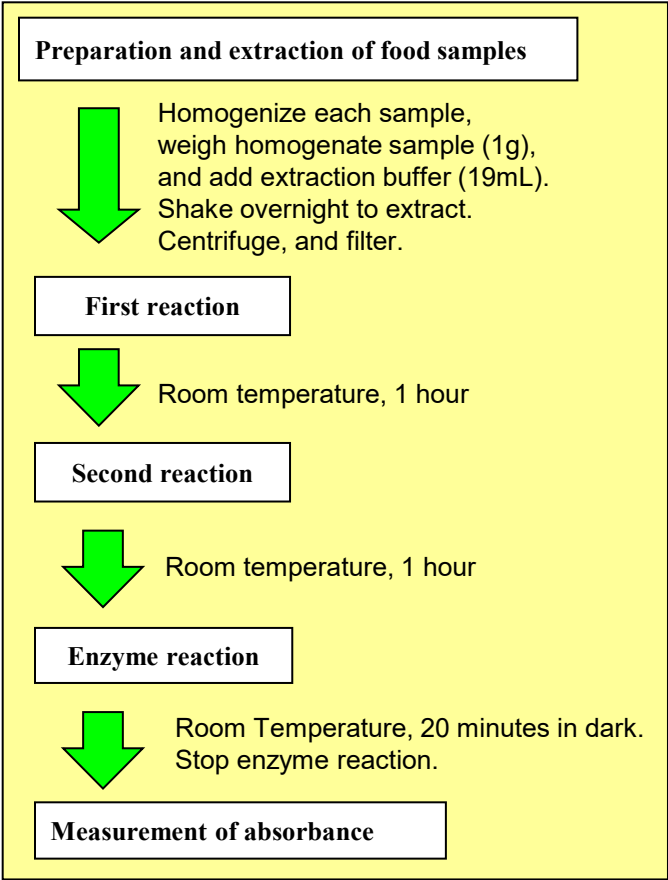 Preparation and extraction of food samples
Homogenize each sample,
weigh homogenate sample (1g),
and add extraction buffer (19mL).
Shake overnight to extract.
Centrifuge, and filter.
First reaction
Room temperature, 1 hour
Second reaction
Room temperature, 1 hour
Enzyme reaction
Room Temperature, 20 minutes in dark.
Stop enzyme reaction.
Measurement of absorbance